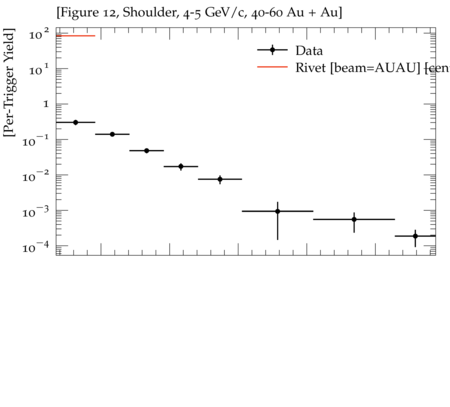 [Figure 12, Shoulder, 4-5 GeV/c, 40-60 Au + Au]
[Per-Trigger Yield]
10²
10¹
1
10⁻¹
10⁻²
10⁻³
10⁻⁴
Data
Rivet [beam=AUAU] [cen